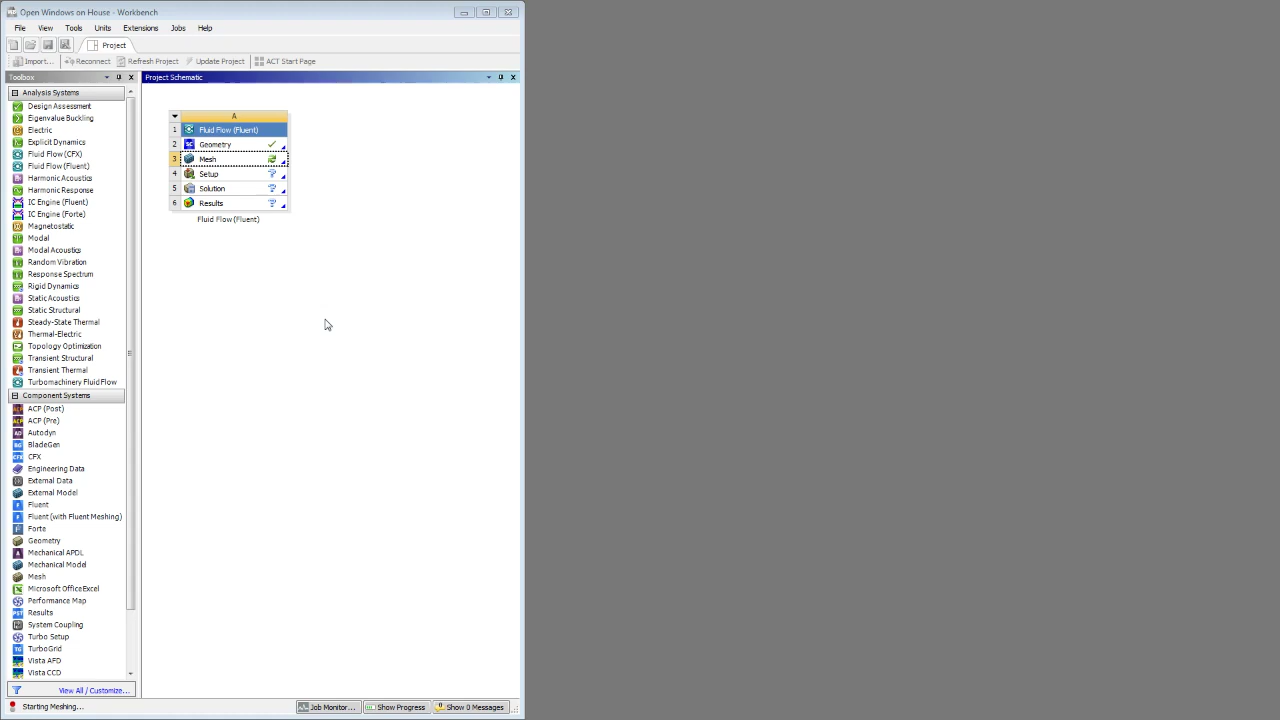 Open Windows on House - Workbench
File View Tools Units Extensions Jobs Help
Project
Import... Reconnect Refresh Project Update Project ACT Start Page
Toolbox
Project Schematic
Analysis Systems
Design Assessment
Eigenvalue Buckling
Electric
Explicit Dynamics
Fluid Flow (CFX)
Fluid Flow (Fluent)
Harmonic Acoustics
Harmonic Response
IC Engine (Fluent)
IC Engine (Forte)
Magnetostatic
Modal
Modal Acoustics
Random Vibration
Response Spectrum
Rigid Dynamics
Static Acoustics
Static Structural
Steady-State Thermal
Thermal-Electric
Topology Optimization
Transient Structural
Transient Thermal
Turbomachinery Fluid Flow
Component Systems
ACP (Post)
ACP (Pre)
Autodyn
BladeGen
CFX
Engineering Data
External Data
External Model
Fluent
Fluent (with Fluent Meshing)
Forte
Geometry
Mechanical APDL
Mechanical Model
Mesh
Microsoft Office Excel
Performance Map
Results
System Coupling
Turbo Setup
TurboGrid
Vista AFD
Vista CCD
View All / Customize...
A
1 Fluid Flow (Fluent)
2 Geometry
3 Mesh
4 Setup
5 Solution
6 Results
Fluid Flow (Fluent)
Starting Meshing...
Job Monitor... Show Progress Show 0 Messages